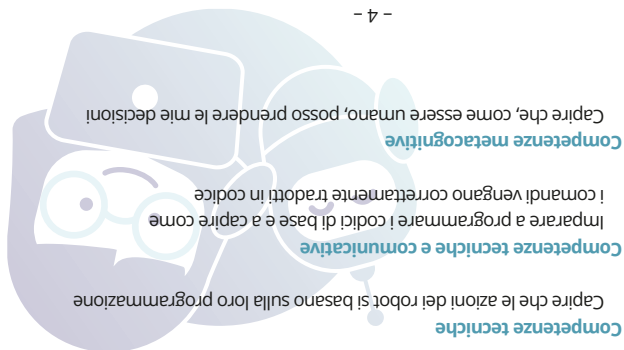 Competenze tecniche
Capire che le azioni dei robot si basano sulla loro programmazione
Competenze tecniche e comunicative
Imparare a programmare i codici di base e a capire come
i comandi vengano correttamente tradotti in codice
Competenze metacognitive
Capire che, come essere umano, posso prendere le mie decisioni
– 4 –